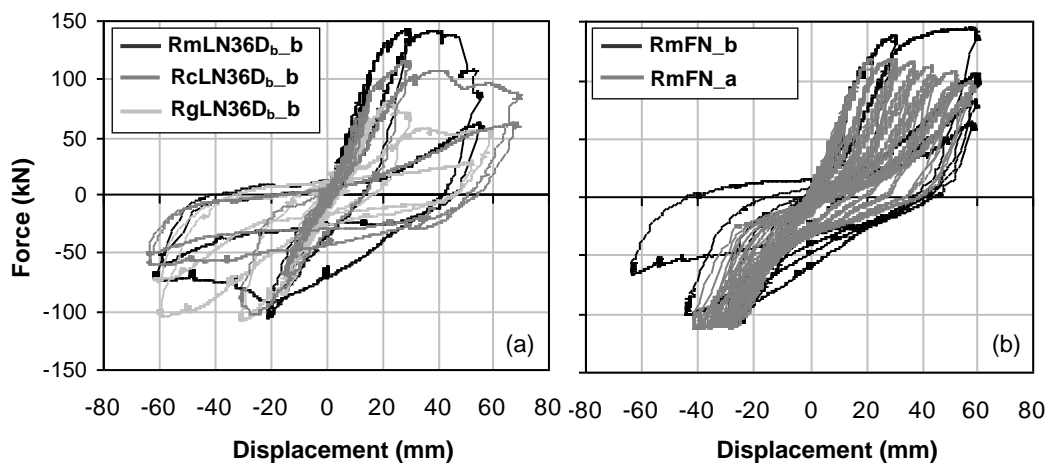 150
100
50
0
-50
-100
-150
Force (kN)
RmLN36Db_b
RcLN36Db_b
RgLN36Db_b
(a)
-80 -60 -40 -20 0 20 40 60 80
Displacement (mm)
RmFN_b
RmFN_a
(b)
-80 -60 -40 -20 0 20 40 60 80
Displacement (mm)